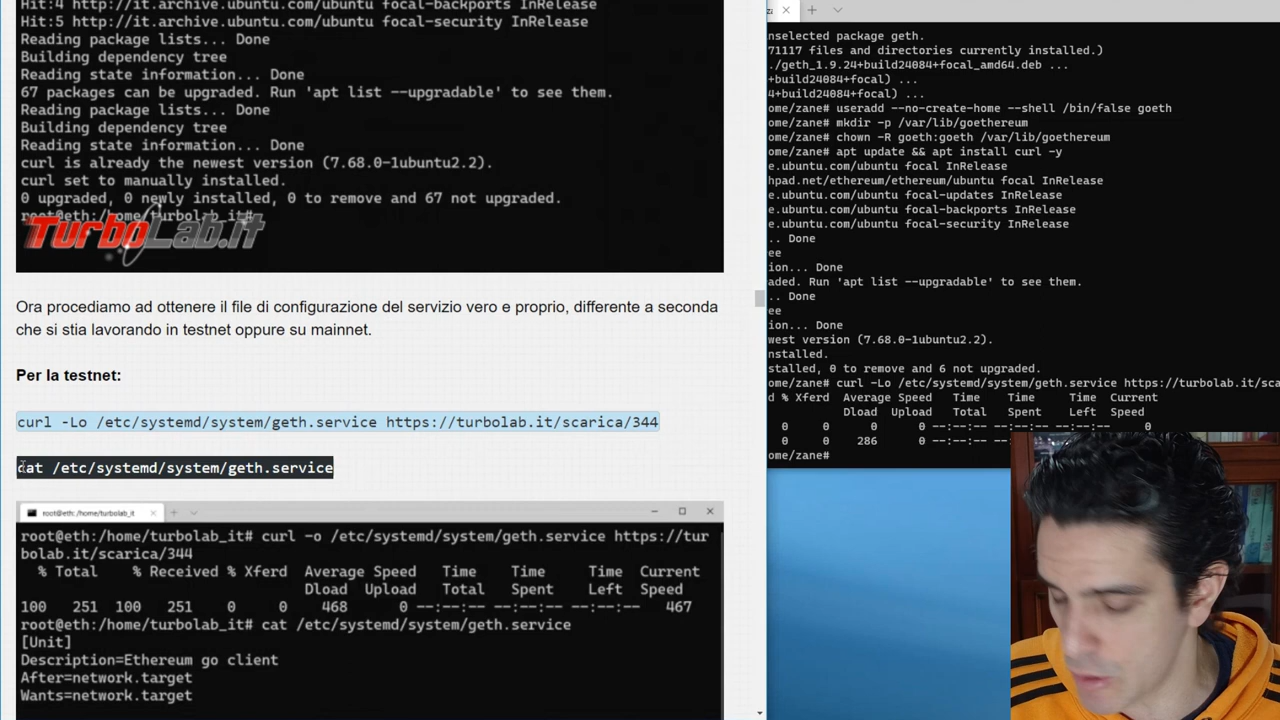 Hit:4 http://it.archive.ubuntu.com/ubuntu focal-backports InRelease
Hit:5 http://it.archive.ubuntu.com/ubuntu focal-security InRelease
Reading package lists... Done
Building dependency tree
Reading state information... Done
67 packages can be upgraded. Run 'apt list --upgradable' to see them.
Reading package lists... Done
Building dependency tree
Reading state information... Done
curl is already the newest version (7.68.0-1ubuntu2.2).
curl set to manually installed.
0 upgraded, 0 newly installed, 0 to remove and 67 not upgraded.
root@eth:/home/turbolab_it#
TurboLab.it
Ora procediamo ad ottenere il file di configurazione del servizio vero e proprio, differente a seconda
che si stia lavorando in testnet oppure su mainnet.
Per la testnet:
curl -Lo /etc/systemd/system/geth.service https://turbolab.it/scarica/344
cat /etc/systemd/system/geth.service
root@eth: /home/turbolab_it
root@eth:/home/turbolab_it# curl -o /etc/systemd/system/geth.service https://tur
bolab.it/scarica/344
% Total % Received % Xferd Average Speed Time Time Time Current
Dload Upload Total Spent Left Speed
100 251 100 251 0 0 468 0 --:--:-- --:--:-- --:--:-- 467
root@eth:/home/turbolab_it# cat /etc/systemd/system/geth.service
[Unit]
Description=Ethereum go client
After=network.target
Wants=network.target
nselected package geth.
71117 files and directories currently installed.)
./geth_1.9.24+build24084+focal_amd64.deb ...
+build24084+focal) ...
4+build24084+focal) ...
ome/zane# useradd --no-create-home --shell /bin/false goeth
ome/zane# mkdir -p /var/lib/goethereum
ome/zane# chown -R goeth:goeth /var/lib/goethereum
ome/zane# apt update && apt install curl -y
e.ubuntu.com/ubuntu focal InRelease
hpad.net/ethereum/ethereum/ubuntu focal InRelease
e.ubuntu.com/ubuntu focal-updates InRelease
e.ubuntu.com/ubuntu focal-backports InRelease
e.ubuntu.com/ubuntu focal-security InRelease
.. Done
ee
ion... Done
aded. Run 'apt list --upgradable' to see them.
.. Done
ee
ion... Done
west version (7.68.0-1ubuntu2.2).
nstalled.
stalled, 0 to remove and 6 not upgraded.
ome/zane# curl -Lo /etc/systemd/system/geth.service https://turbolab.it/sca
d % Xferd Average Speed Time Time Time Current
Dload Upload Total Spent Left Speed
0 0 0 0 --:--:-- --:--:-- --:--:-- 0
0 0 286 0 --:--
ome/zane#